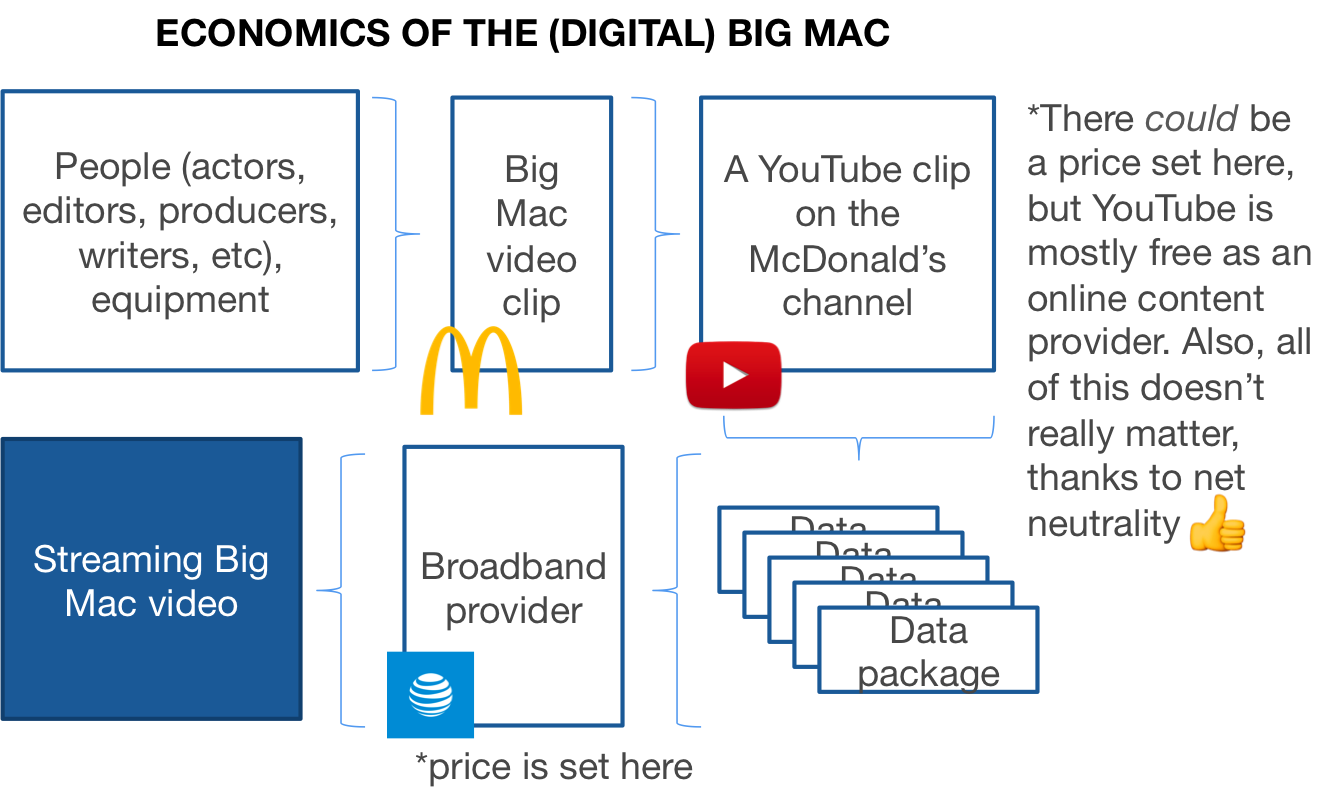 ECONOMICS OF THE (DIGITAL) BIG MAC
People (actors,
editors, producers,
writers, etc),
equipment
Big
Mac
video
clip
A YouTube clip
on the
McDonald’s
channel
*There could be
a price set here,
but YouTube is
mostly free as an
online content
provider. Also, all
of this doesn’t
really matter,
thanks to net
neutrality 👍
Data
Data
Data
Data
Data
package
Broadband
provider
*price is set here
Streaming Big
Mac video